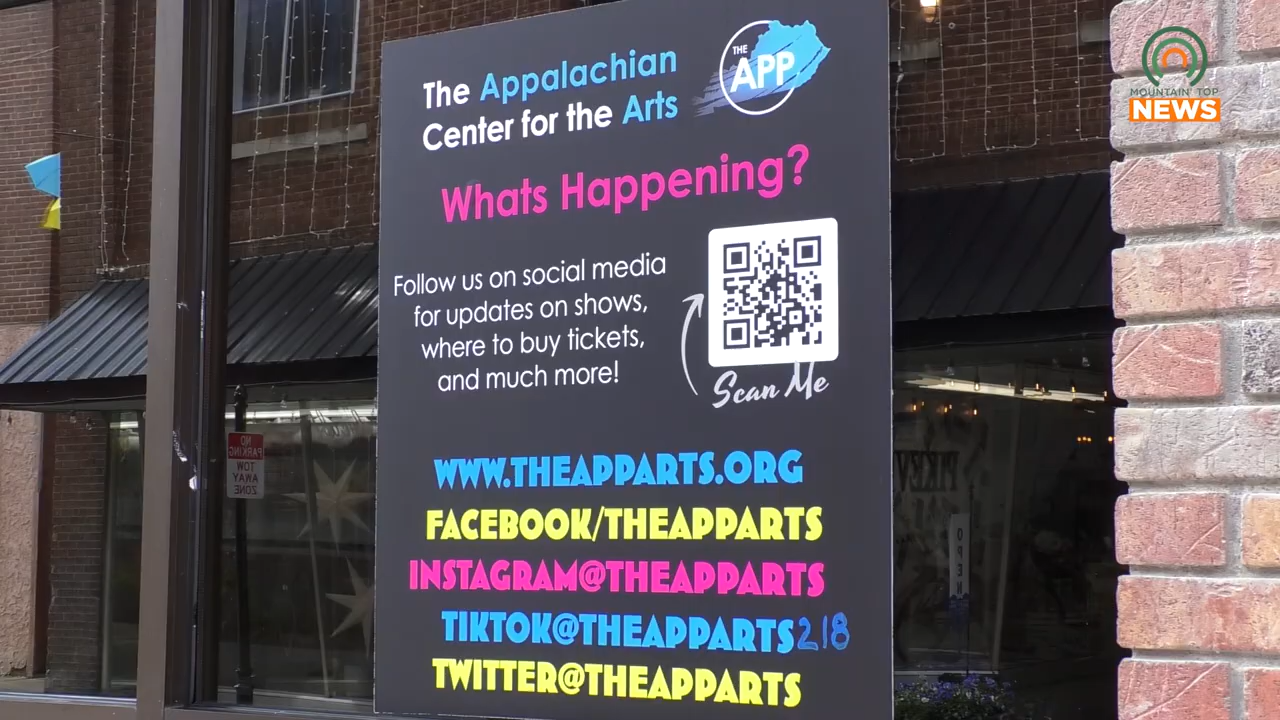 The Appalachian
Center for the Arts
THE
APP
Whats Happening?
Follow us on social media
for updates on shows,
where to buy tickets,
and much more!
Scan Me
WWW.THEAPPARTS.ORG
FACEBOOK/THEAPPARTS
INSTAGRAM@THEAPPARTS
TIKTOK@THEAPPARTS218
TWITTER@THEAPPARTS
MOUNTAIN TOP
NEWS
NO
PARKING
TOW
AWAY
ZONE
OPEN